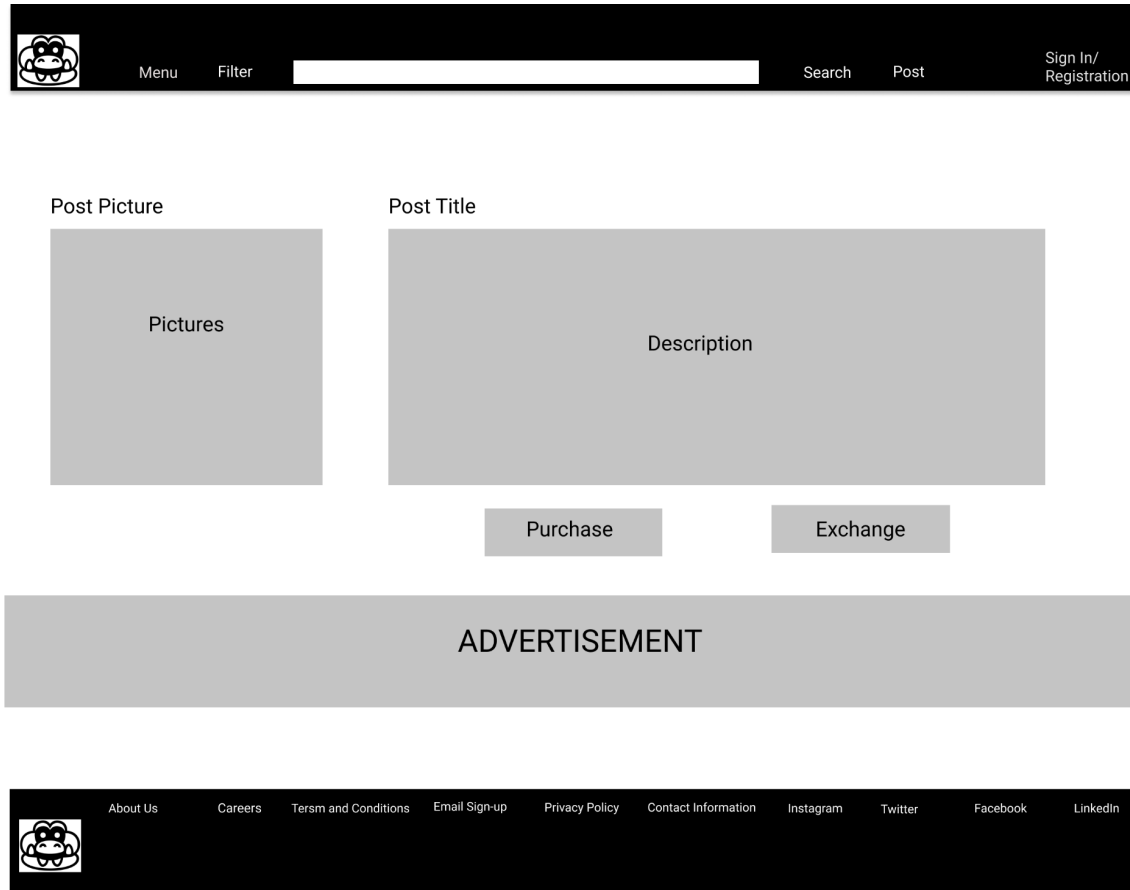 Menu Filter Search Post Sign In/
Registration
Post Picture Post Title
Pictures
Description
Purchase Exchange
ADVERTISEMENT
About Us Careers Tersm and Conditions Email Sign-up Privacy Policy Contact Information Instagram Twitter Facebook LinkedIn